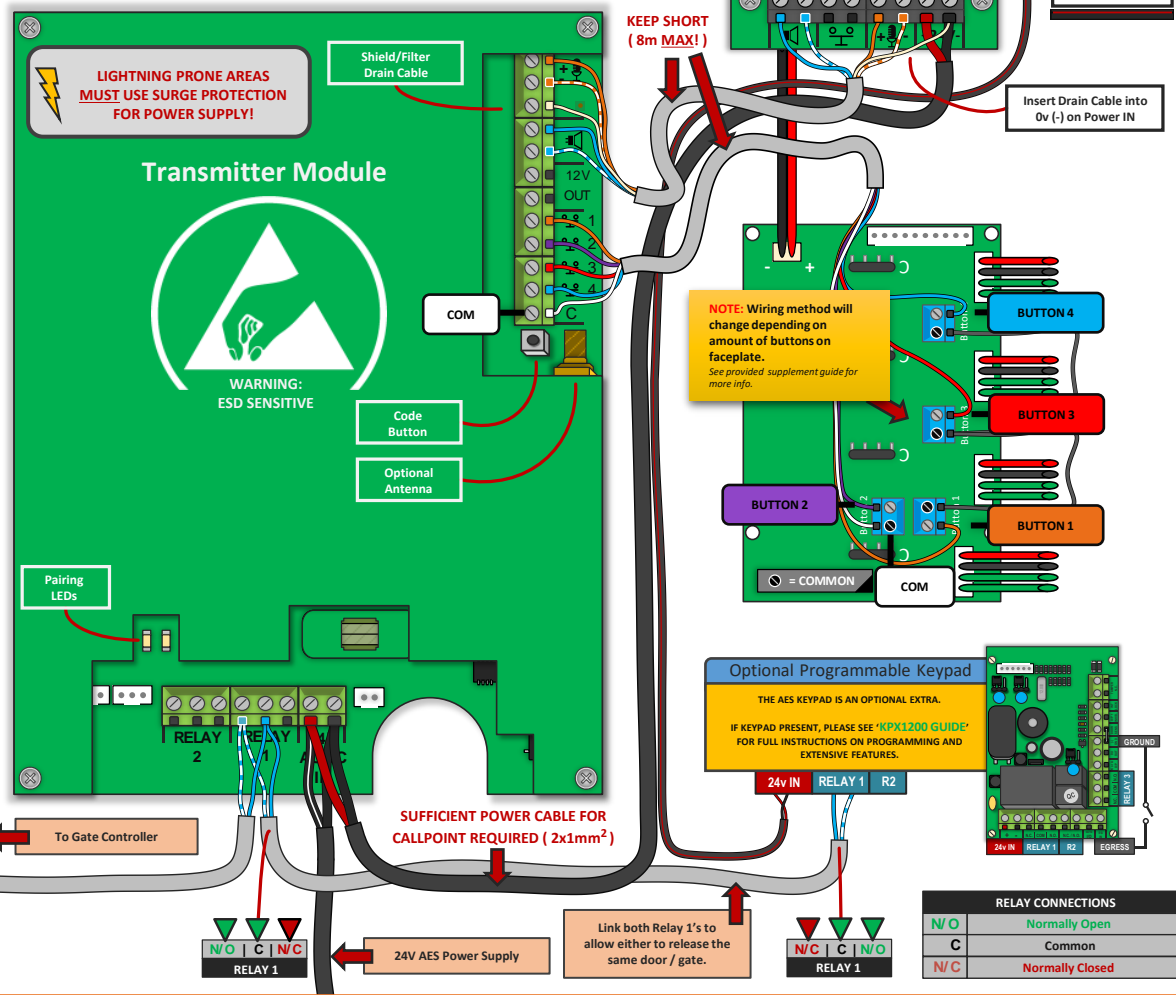 KEEP SHORT
( 8m MAX! )
LIGHTNING PRONE AREAS
MUST USE SURGE PROTECTION
FOR POWER SUPPLY!
Shield/Filter
Drain Cable
Insert Drain Cable into
0v (-) on Power IN
Transmitter Module
12V
OUT
1
2
3
4
C
COM
WARNING:
ESD SENSITIVE
Code
Button
Optional
Antenna
- +
NOTE: Wiring method will
change depending on
amount of buttons on
faceplate.
See provided supplement guide for
more info.
BUTTON 4
BUTTON 3
BUTTON 2
BUTTON 1
Button 2
= COMMON
COM
Pairing
LEDs
RELAY
2
RELAY
1
Optional Programmable Keypad
THE AES KEYPAD IS AN OPTIONAL EXTRA.
IF KEYPAD PRESENT, PLEASE SEE ‘KPX1200 GUIDE’
FOR FULL INSTRUCTIONS ON PROGRAMMING AND
EXTENSIVE FEATURES.
24v IN RELAY 1 R2
GROUND
RELAY 3
24v IN RELAY 1 R2 EGRESS
To Gate Controller
SUFFICIENT POWER CABLE FOR
CALLPOINT REQUIRED ( 2x1mm²)
N/O | C | N/C
RELAY 1
24V AES Power Supply
Link both Relay 1’s to
allow either to release the
same door / gate.
N/C | C | N/O
RELAY 1
RELAY CONNECTIONS
N/O Normally Open
C Common
N/C Normally Closed